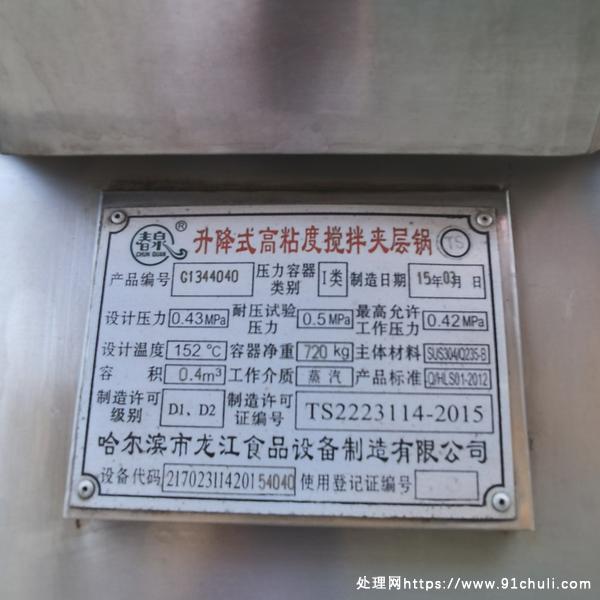 春泉 ® 升降式高粘度搅拌夹层锅 TS
CHUN QUAN
产品编号 G1344040 压力容器类别 I类 制造日期 15年03月 日
设计压力 0.43MPa 耐压试验压力 0.5MPa 最高允许工作压力 0.42MPa
设计温度 152℃ 容器净重 720kg 主体材料 SUS304/Q235-B
容积 0.4m³ 工作介质 蒸汽 产品标准 Q/HLS01-2012
制造许可级别 D1、D2 制造许可证编号 TS2223114-2015
哈尔滨市龙江食品设备制造有限公司
设备代码 21702311420154040 使用登记证编号
处理网https://www.91chuli.com/